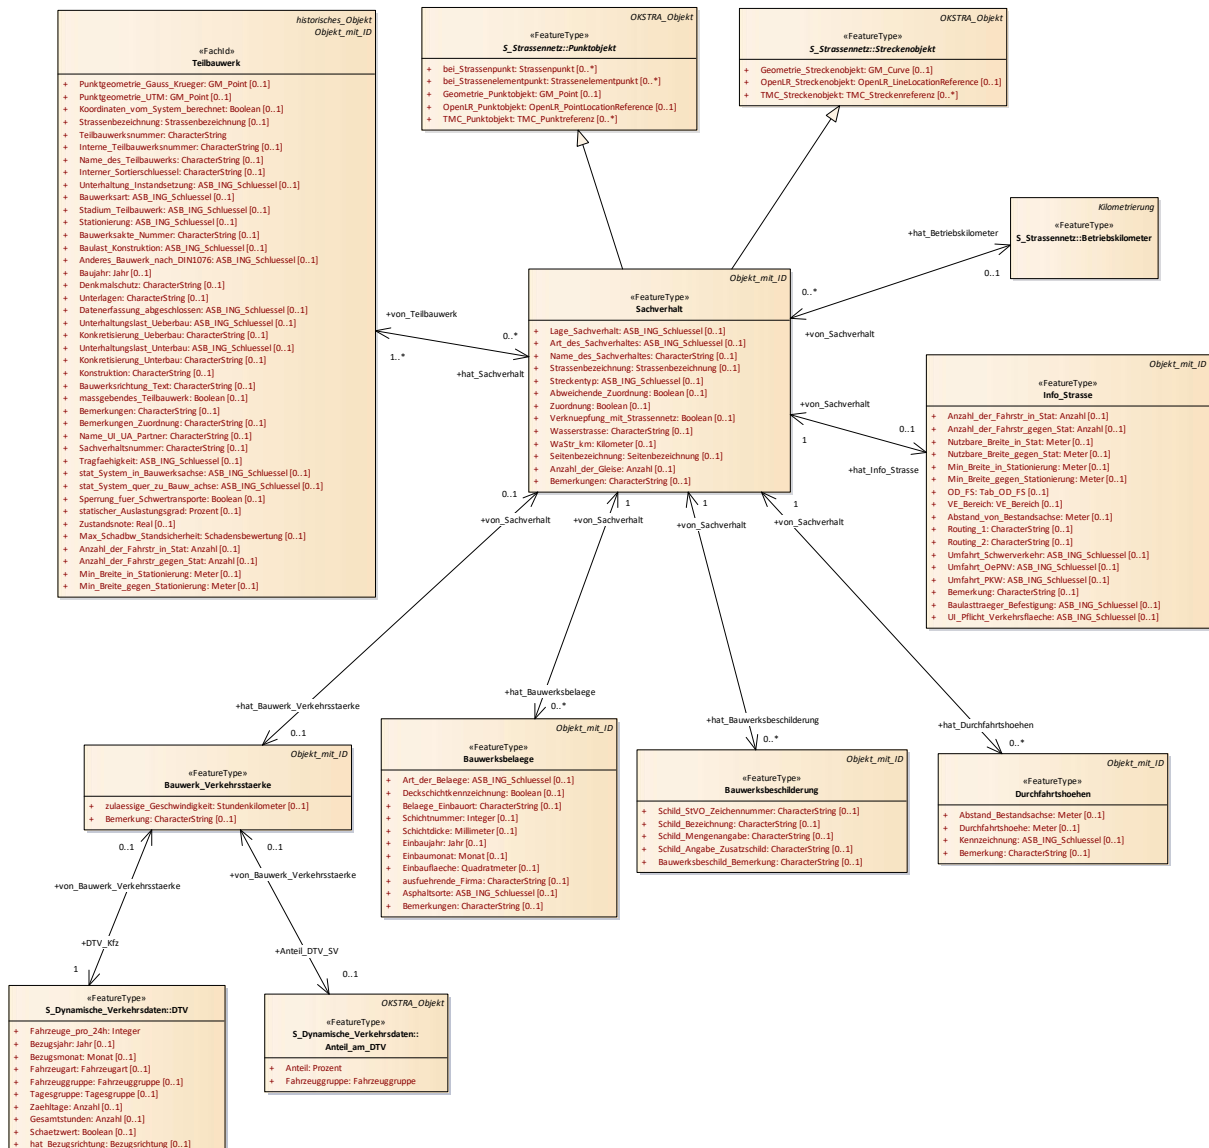 historisches_Objekt
Objekt_mit_ID
«FachId»
Teilbauwerk
+ Punktgeometrie_Gauss_Krueger: GM_Point [0..1]
+ Punktgeometrie_UTM: GM_Point [0..1]
+ Koordinaten_vom_System_berechnet: Boolean [0..1]
+ Strassenbezeichnung: Strassenbezeichnung [0..1]
+ Teilbauwerksnummer: CharacterString
+ Interne_Teilbauwerksnummer: CharacterString [0..1]
+ Name_des_Teilbauwerks: CharacterString [0..1]
+ Interner_Sortierschluessel: CharacterString [0..1]
+ Unterhaltung_Instandsetzung: ASB_ING_Schluessel [0..1]
+ Bauwerksart: ASB_ING_Schluessel [0..1]
+ Stadium_Teilbauwerk: ASB_ING_Schluessel [0..1]
+ Stationierung: ASB_ING_Schluessel [0..1]
+ Bauwerksakte_Nummer: CharacterString [0..1]
+ Baulast_Konstruktion: ASB_ING_Schluessel [0..1]
+ Anderes_Bauwerk_nach_DIN1076: ASB_ING_Schluessel [0..1]
+ Baujahr: Jahr [0..1]
+ Denkmalschutz: CharacterString [0..1]
+ Unterlagen: CharacterString [0..1]
+ Datenerfassung_abgeschlossen: ASB_ING_Schluessel [0..1]
+ Unterhaltungslast_Ueberbau: ASB_ING_Schluessel [0..1]
+ Konkretisierung_Ueberbau: CharacterString [0..1]
+ Unterhaltungslast_Unterbau: ASB_ING_Schluessel [0..1]
+ Konkretisierung_Unterbau: CharacterString [0..1]
+ Konstruktion: CharacterString [0..1]
+ Bauwerksrichtung_Text: CharacterString [0..1]
+ massgebendes_Teilbauwerk: Boolean [0..1]
+ Bemerkungen: CharacterString [0..1]
+ Bemerkungen_Zuordnung: CharacterString [0..1]
+ Name_UI_UA_Partner: CharacterString [0..1]
+ Sachverhaltsnummer: CharacterString [0..1]
+ Tragfaehigkeit: ASB_ING_Schluessel [0..1]
+ stat_System_in_Bauwerksachse: ASB_ING_Schluessel [0..1]
+ stat_System_quer_zu_Bauw_achse: ASB_ING_Schluessel [0..1]
+ Sperrung_fuer_Schwertransporte: Boolean [0..1]
+ statischer_Auslastungsgrad: Prozent [0..1]
+ Zustandsnote: Real [0..1]
+ Max_Schadbw_Standsicherheit: Schadensbewertung [0..1]
+ Anzahl_der_Fahrstr_in_Stat: Anzahl [0..1]
+ Anzahl_der_Fahrstr_gegen_Stat: Anzahl [0..1]
+ Min_Breite_in_Stationierung: Meter [0..1]
+ Min_Breite_gegen_Stationierung: Meter [0..1]
OKSTRA_Objekt
«FeatureType»
S_Strassennetz::Punktobjekt
+ bei_Strassenpunkt: Strassenpunkt [0..*]
+ bei_Strassenelementpunkt: Strassenelementpunkt [0..*]
+ Geometrie_Punktobjekt: GM_Point [0..1]
+ OpenLR_Punktobjekt: OpenLR_PointLocationReference [0..1]
+ TMC_Punktobjekt: TMC_Punktreferenz [0..*]
OKSTRA_Objekt
«FeatureType»
S_Strassennetz::Streckenobjekt
+ Geometrie_Streckenobjekt: GM_Curve [0..1]
+ OpenLR_Streckenobjekt: OpenLR_LineLocationReference [0..1]
+ TMC_Streckenobjekt: TMC_Streckenreferenz [0..*]
Kilometrierung
«FeatureType»
S_Strassennetz::Betriebskilometer
+hat_Betriebskilometer
0..1
0..*
+von_Sachverhalt
+von_Teilbauwerk
0..*
1..*
+hat_Sachverhalt
Objekt_mit_ID
«FeatureType»
Sachverhalt
+ Lage_Sachverhalt: ASB_ING_Schluessel [0..1]
+ Art_des_Sachverhaltes: ASB_ING_Schluessel [0..1]
+ Name_des_Sachverhaltes: CharacterString [0..1]
+ Strassenbezeichnung: Strassenbezeichnung [0..1]
+ Streckentyp: ASB_ING_Schluessel [0..1]
+ Abweichende_Zuordnung: Boolean [0..1]
+ Zuordnung: Boolean [0..1]
+ Verknuepfung_mit_Strassennetz: Boolean [0..1]
+ Wasserstrasse: CharacterString [0..1]
+ WaStr_km: Kilometer [0..1]
+ Seitenbezeichnung: Seitenbezeichnung [0..1]
+ Anzahl_der_Gleise: Anzahl [0..1]
+ Bemerkungen: CharacterString [0..1]
+von_Sachverhalt
0..1
1
+hat_Info_Strasse
Objekt_mit_ID
«FeatureType»
Info_Strasse
+ Anzahl_der_Fahrstr_in_Stat: Anzahl [0..1]
+ Anzahl_der_Fahrstr_gegen_Stat: Anzahl [0..1]
+ Nutzbare_Breite_in_Stat: Meter [0..1]
+ Nutzbare_Breite_gegen_Stat: Meter [0..1]
+ Min_Breite_in_Stationierung: Meter [0..1]
+ Min_Breite_gegen_Stationierung: Meter [0..1]
+ OD_FS: Tab_OD_FS [0..1]
+ VE_Bereich: VE_Bereich [0..1]
+ Abstand_von_Bestandsachse: Meter [0..1]
+ Routing_1: CharacterString [0..1]
+ Routing_2: CharacterString [0..1]
+ Umfahrt_Schwerverkehr: ASB_ING_Schluessel [0..1]
+ Umfahrt_OePNV: ASB_ING_Schluessel [0..1]
+ Umfahrt_PKW: ASB_ING_Schluessel [0..1]
+ Bemerkung: CharacterString [0..1]
+ Baulasttraeger_Befestigung: ASB_ING_Schluessel [0..1]
+ UI_Pflicht_Verkehrsflaeche: ASB_ING_Schluessel [0..1]
0..1
+von_Sachverhalt
1
+von_Sachverhalt
1
+von_Sachverhalt
1
+von_Sachverhalt
+hat_Bauwerk_Verkehrsstaerke
0..1
+hat_Bauwerksbelaege
0..*
+hat_Bauwerksbeschilderung
0..*
+hat_Durchfahrtshoehen
0..*
Objekt_mit_ID
«FeatureType»
Bauwerk_Verkehrsstaerke
+ zulaessige_Geschwindigkeit: Stundenkilometer [0..1]
+ Bemerkung: CharacterString [0..1]
Objekt_mit_ID
«FeatureType»
Bauwerksbelaege
+ Art_der_Belaege: ASB_ING_Schluessel [0..1]
+ Deckschichtkennzeichnung: Boolean [0..1]
+ Belaege_Einbauort: CharacterString [0..1]
+ Schichtnummer: Integer [0..1]
+ Schichtdicke: Millimeter [0..1]
+ Einbaujahr: Jahr [0..1]
+ Einbaumonat: Monat [0..1]
+ Einbauflaeche: Quadratmeter [0..1]
+ ausfuehrende_Firma: CharacterString [0..1]
+ Asphaltsorte: ASB_ING_Schluessel [0..1]
+ Bemerkungen: CharacterString [0..1]
Objekt_mit_ID
«FeatureType»
Bauwerksbeschilderung
+ Schild_StVO_Zeichennummer: CharacterString [0..1]
+ Schild_Bezeichnung: CharacterString [0..1]
+ Schild_Mengenangabe: CharacterString [0..1]
+ Schild_Angabe_Zusatzschild: CharacterString [0..1]
+ Bauwerksbeschild_Bemerkung: CharacterString [0..1]
Objekt_mit_ID
«FeatureType»
Durchfahrtshoehen
+ Abstand_Bestandsachse: Meter [0..1]
+ Durchfahrtshoehe: Meter [0..1]
+ Kennzeichnung: ASB_ING_Schluessel [0..1]
+ Bemerkung: CharacterString [0..1]
0..1
+von_Bauwerk_Verkehrsstaerke
0..1
+von_Bauwerk_Verkehrsstaerke
+DTV_Kfz
1
+Anteil_DTV_SV
0..1
«FeatureType»
S_Dynamische_Verkehrsdaten::DTV
+ Fahrzeuge_pro_24h: Integer
+ Bezugsjahr: Jahr [0..1]
+ Bezugsmonat: Monat [0..1]
+ Fahrzeugart: Fahrzeugart [0..1]
+ Fahrzeuggruppe: Fahrzeuggruppe [0..1]
+ Tagesgruppe: Tagesgruppe [0..1]
+ Zaehltage: Anzahl [0..1]
+ Gesamtstunden: Anzahl [0..1]
+ Schaetzwert: Boolean [0..1]
+ hat_Bezugsrichtung: Bezugsrichtung [0..1]
OKSTRA_Objekt
«FeatureType»
S_Dynamische_Verkehrsdaten::
Anteil_am_DTV
+ Anteil: Prozent
+ Fahrzeuggruppe: Fahrzeuggruppe